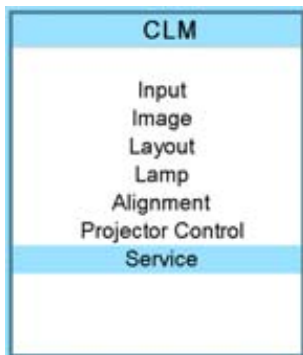 CLM
Input
Image
Layout
Lamp
Alignment
Projector Control
Service